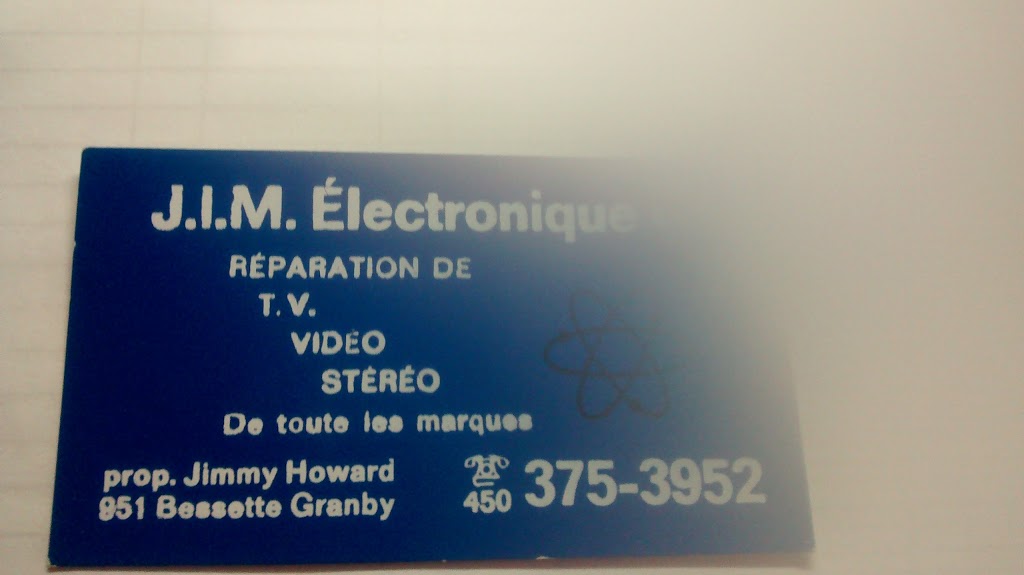 J.I.M. Électronique
RÉPARATION DE
T.V.
VIDÉO
STÉRÉO
De toute les marques
prop. Jimmy Howard
951 Bessette Granby
450 375-3952